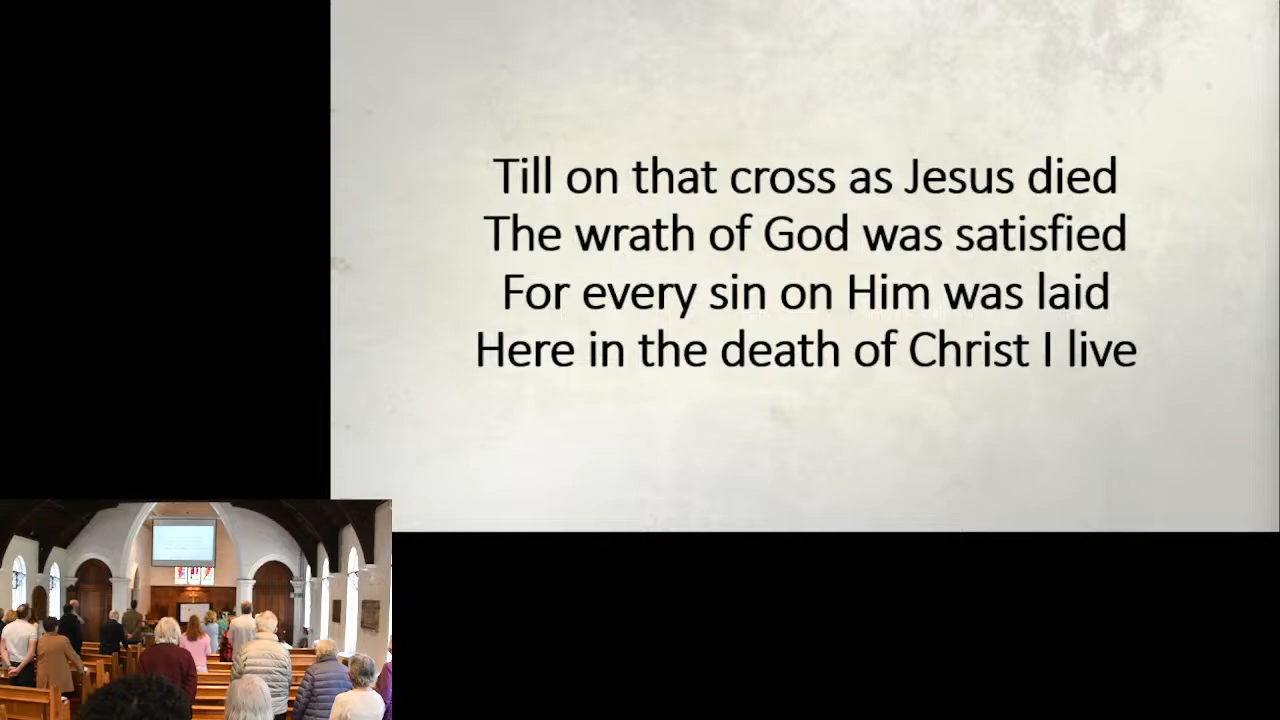 Till on that cross as Jesus died
The wrath of God was satisfied
For every sin on Him was laid
Here in the death of Christ I live